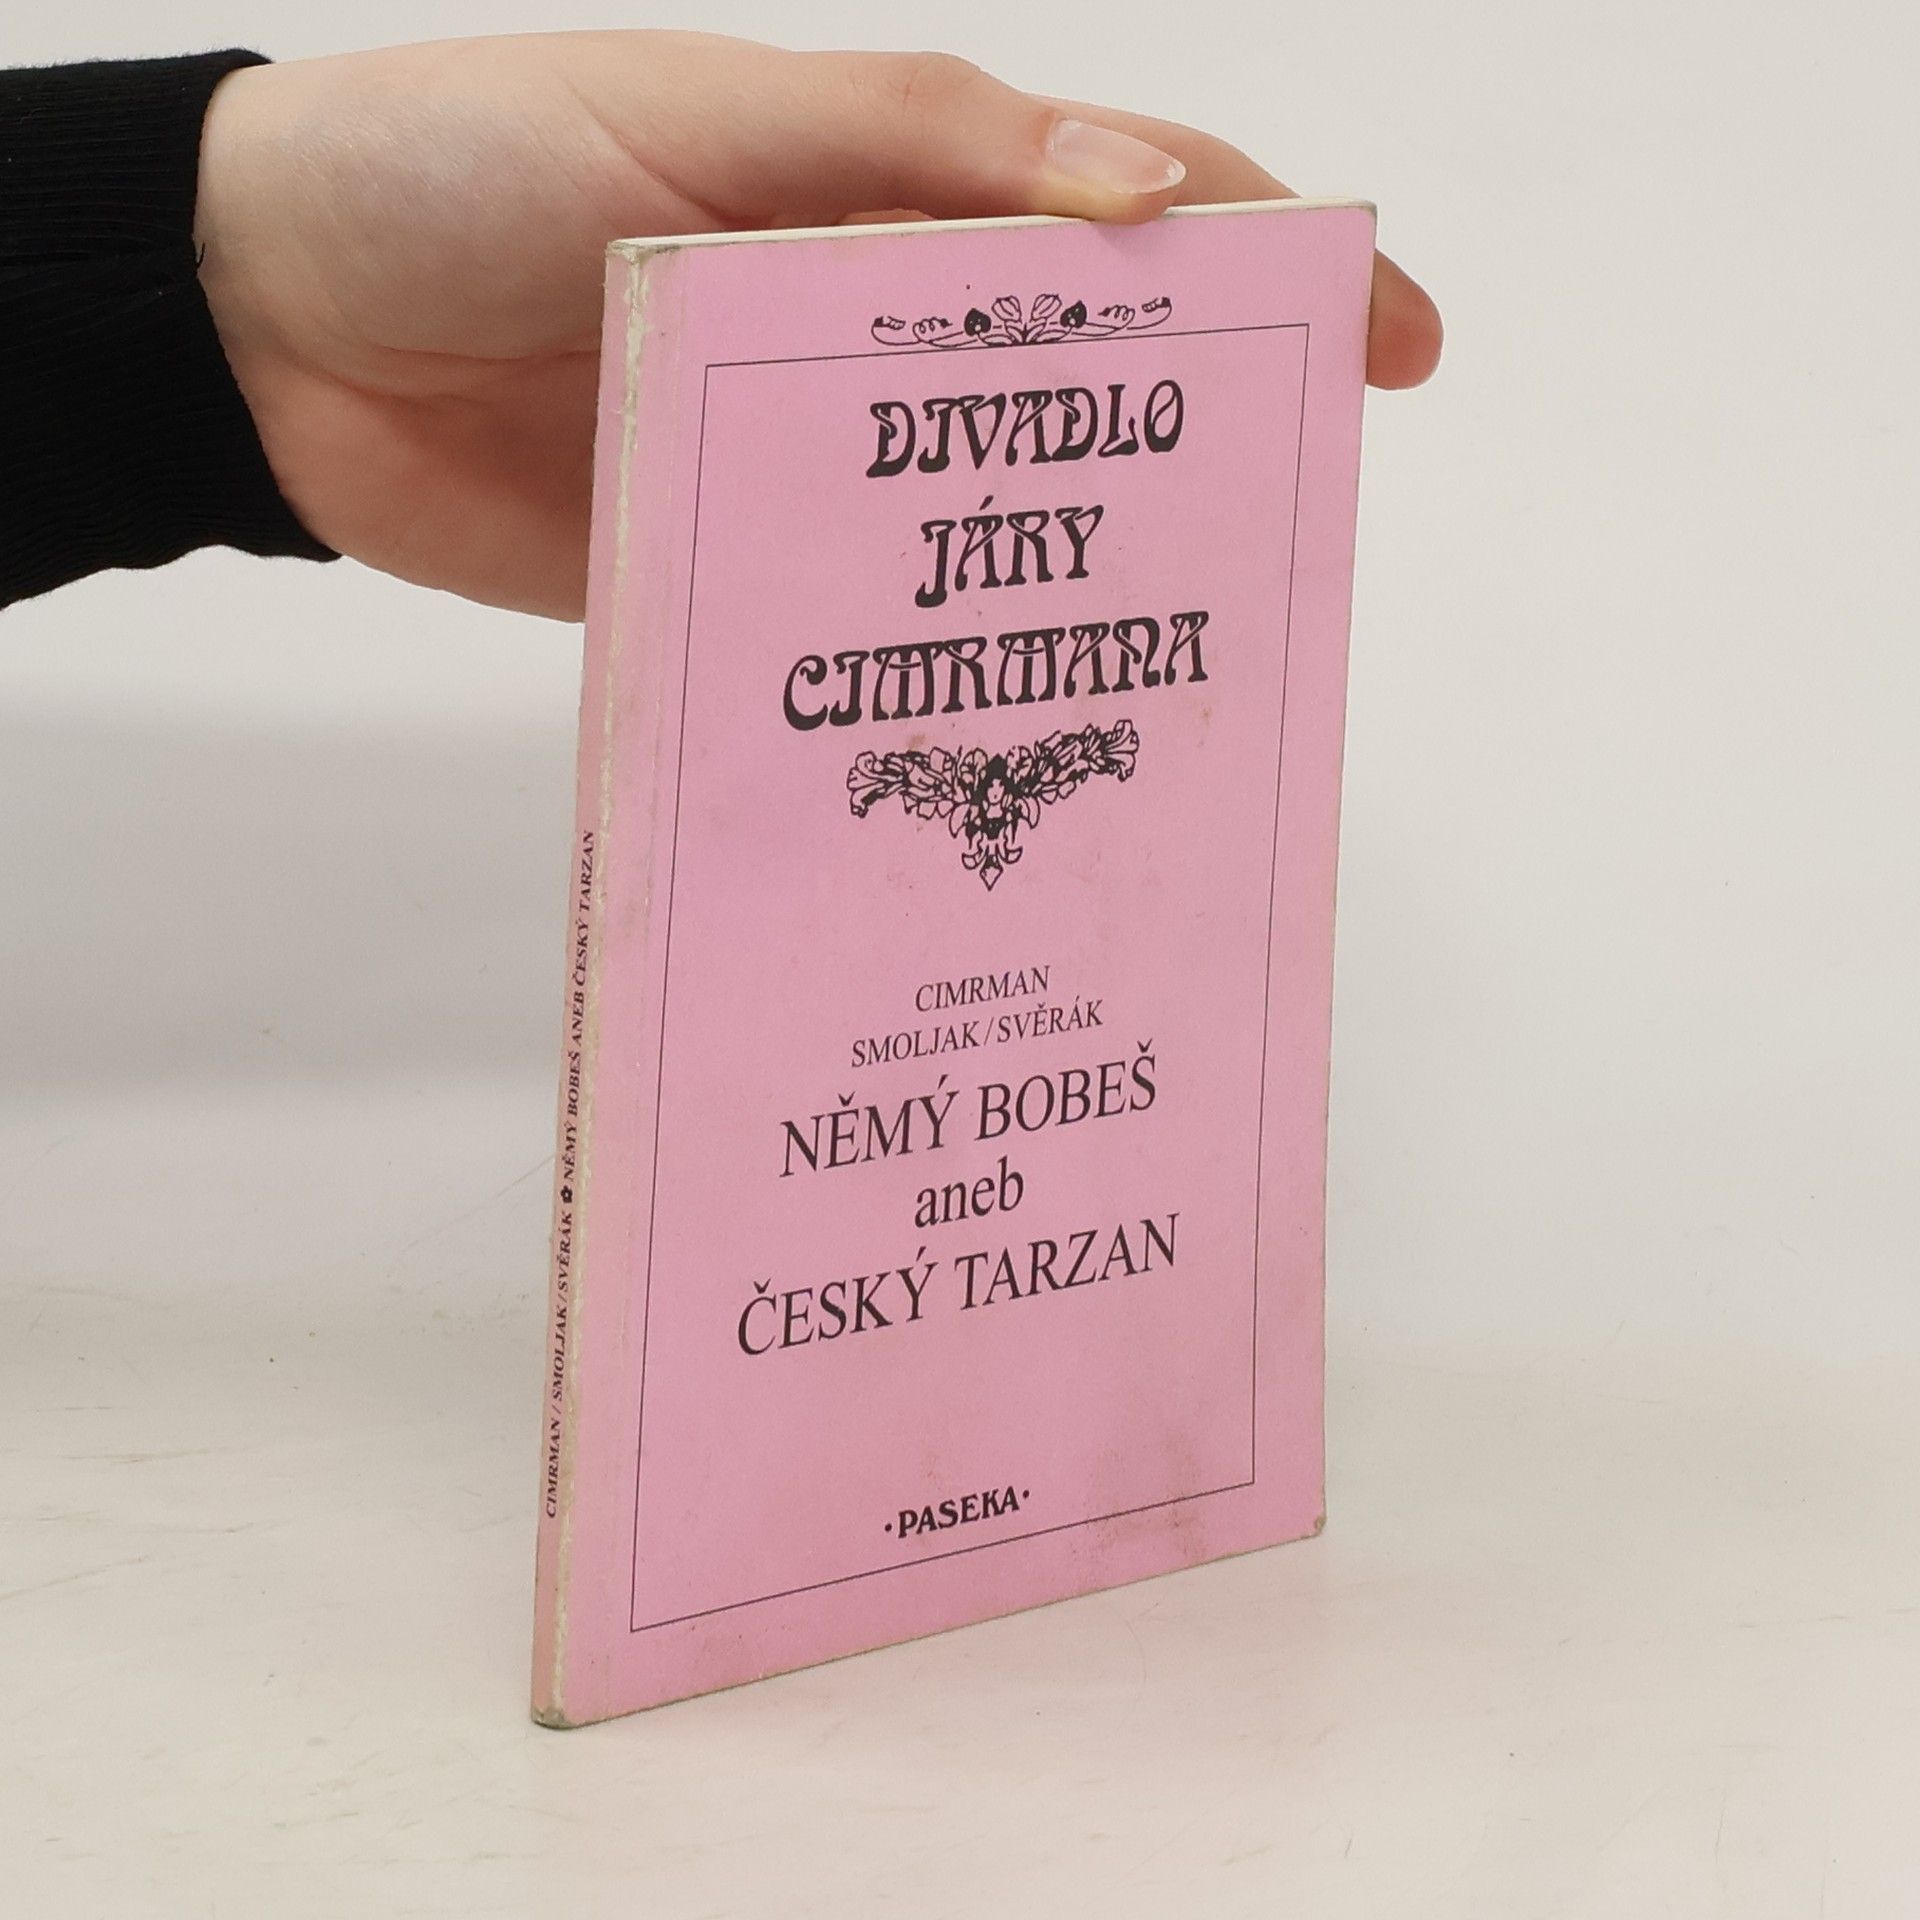 DIVADLO
JÁRY
CIMRMANA
CIMRMAN
SMOLJAK/SVĚRÁK
NĚMÝ BOBEŠ
aneb
ČESKÝ TARZAN
·PASEKA·
CIMRMAN / SMOLJAK / SVĚRÁK ✿ NĚMÝ BOBEŠ ANEB ČESKÝ TARZAN